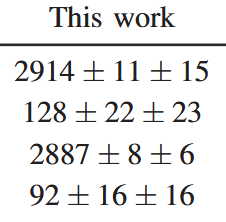 This work
2914 ± 11 ± 15
128 ± 22 ± 23
2887 ± 8 ± 6
92 ± 16 ± 16